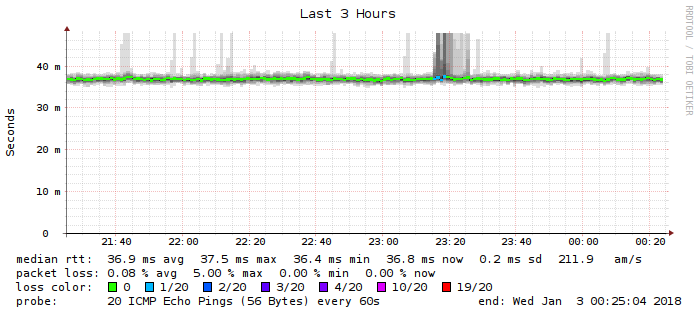 Last 3 Hours
RRDTOOL / TOBI OETIKER
Seconds
40 m
30 m
20 m
10 m
0
21:40 22:00 22:20 22:40 23:00 23:20 23:40 00:00 00:20
median rtt: 36.9 ms avg 37.5 ms max 36.4 ms min 36.8 ms now 0.2 ms sd 211.9 am/s
packet loss: 0.08 % avg 5.00 % max 0.00 % min 0.00 % now
loss color: 0 1/20 2/20 3/20 4/20 10/20 19/20
probe: 20 ICMP Echo Pings (56 Bytes) every 60s end: Wed Jan 3 00:25:04 2018